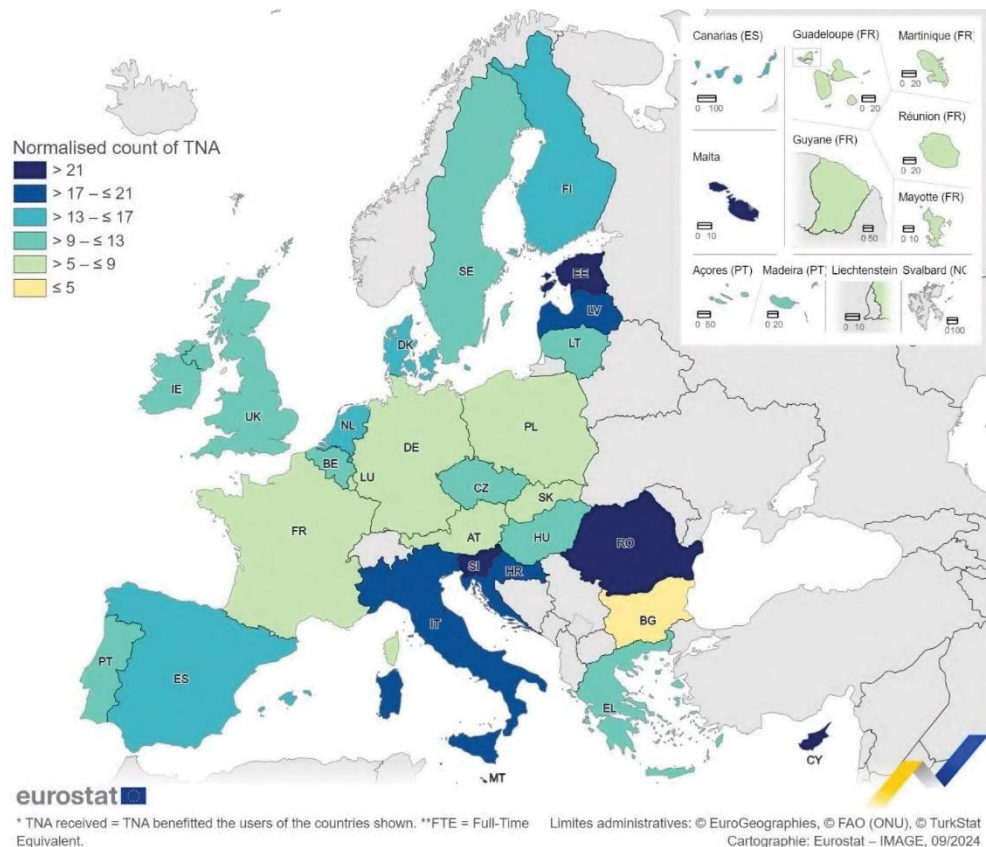 Normalised count of TNA
> 21
> 17 – ≤ 21
> 13 – ≤ 17
> 9 – ≤ 13
> 5 – ≤ 9
≤ 5
Canarias (ES)
0 100
Guadeloupe (FR)
0 20
Martinique (FR
0 20
Malta
0 10
Guyane (FR)
0 50
Réunion (FR)
0 20
Mayotte (FR)
0 10
Açores (PT)
0 50
Madeira (PT)
0 20
Liechtenstein
0 10
Svalbard (NC
0 100
FI
SE
EE
LV
LT
DK
IE
UK
NL
BE
LU
DE
PL
CZ
SK
FR
AT
HU
RO
SI
HR
IT
BG
PT
ES
EL
MT
CY
eurostat
* TNA received = TNA benefitted the users of the countries shown. **FTE = Full-Time
Equivalent.
Limites administratives: © EuroGeographies, © FAO (ONU), © TurkStat
Cartographie: Eurostat – IMAGE, 09/2024